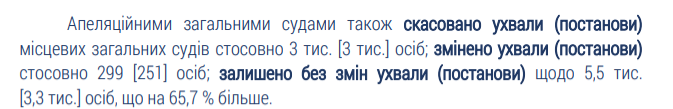 Апеляційними загальними судами також скасовано ухвали (постанови)
місцевих загальних судів стосовно 3 тис. [3 тис.] осіб; змінено ухвали (постанови)
стосовно 299 [251] осіб; залишено без змін ухвали (постанови) щодо 5,5 тис.
[3,3 тис.] осіб, що на 65,7 % більше.